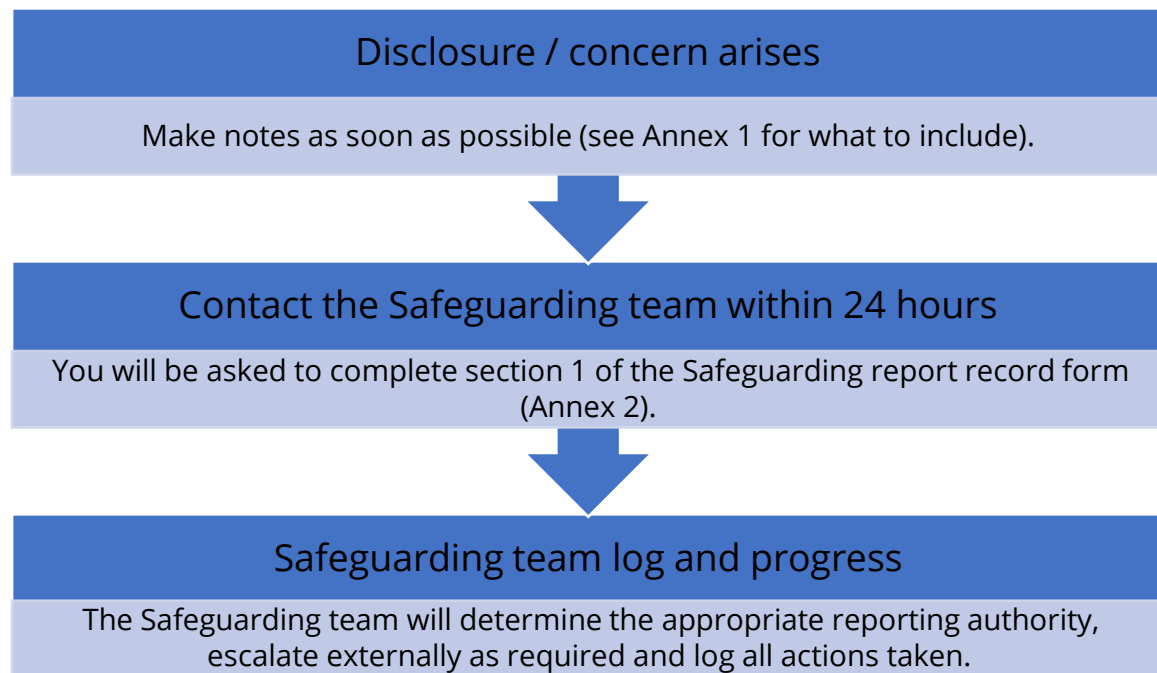 Disclosure / concern arises
Make notes as soon as possible (see Annex 1 for what to include).
Contact the Safeguarding team within 24 hours
You will be asked to complete section 1 of the Safeguarding report record form
(Annex 2).
Safeguarding team log and progress
The Safeguarding team will determine the appropriate reporting authority,
escalate externally as required and log all actions taken.